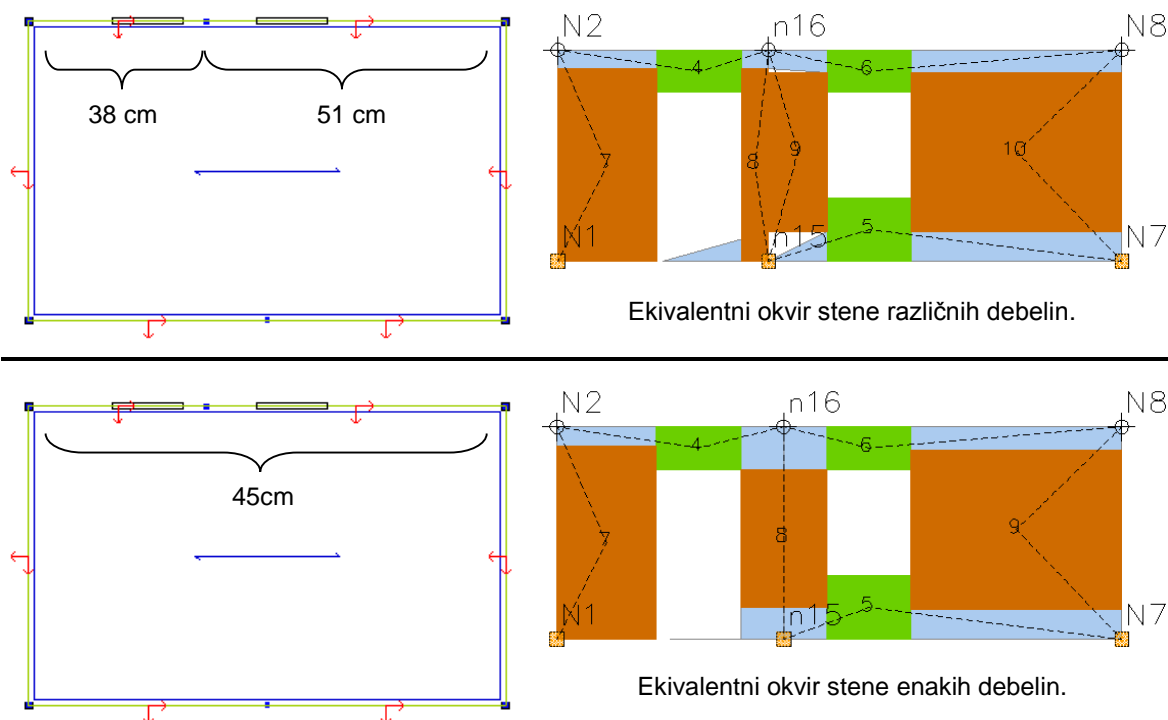 N2
n16
N8
4
6
38 cm
51 cm
7
8
9
10
5
N1
n15
N7
Ekivalentni okvir stene različnih debelin.
N2
n16
N8
4
6
45cm
7
8
9
5
N1
n15
N7
Ekivalentni okvir stene enakih debelin.